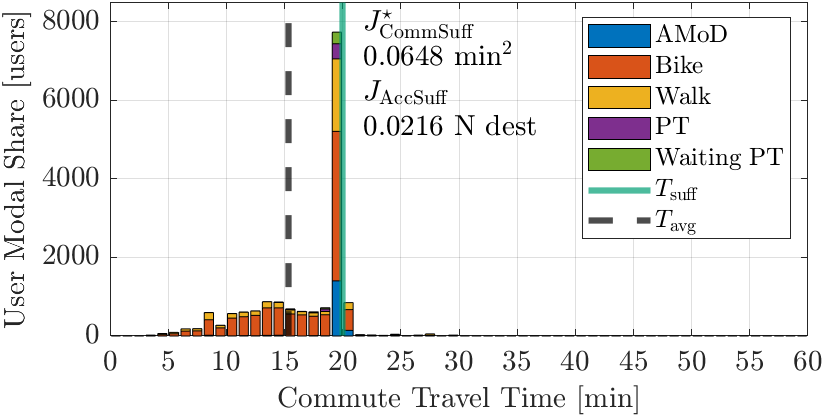 8000
6000
4000
2000
0
User Modal Share [users]
J⋆CommSuff
0.0648 min²
JAccSuff
0.0216 N dest
AMoD
Bike
Walk
PT
Waiting PT
Tsuff
Tavg
0 5 10 15 20 25 30 35 40 45 50 55 60
Commute Travel Time [min]